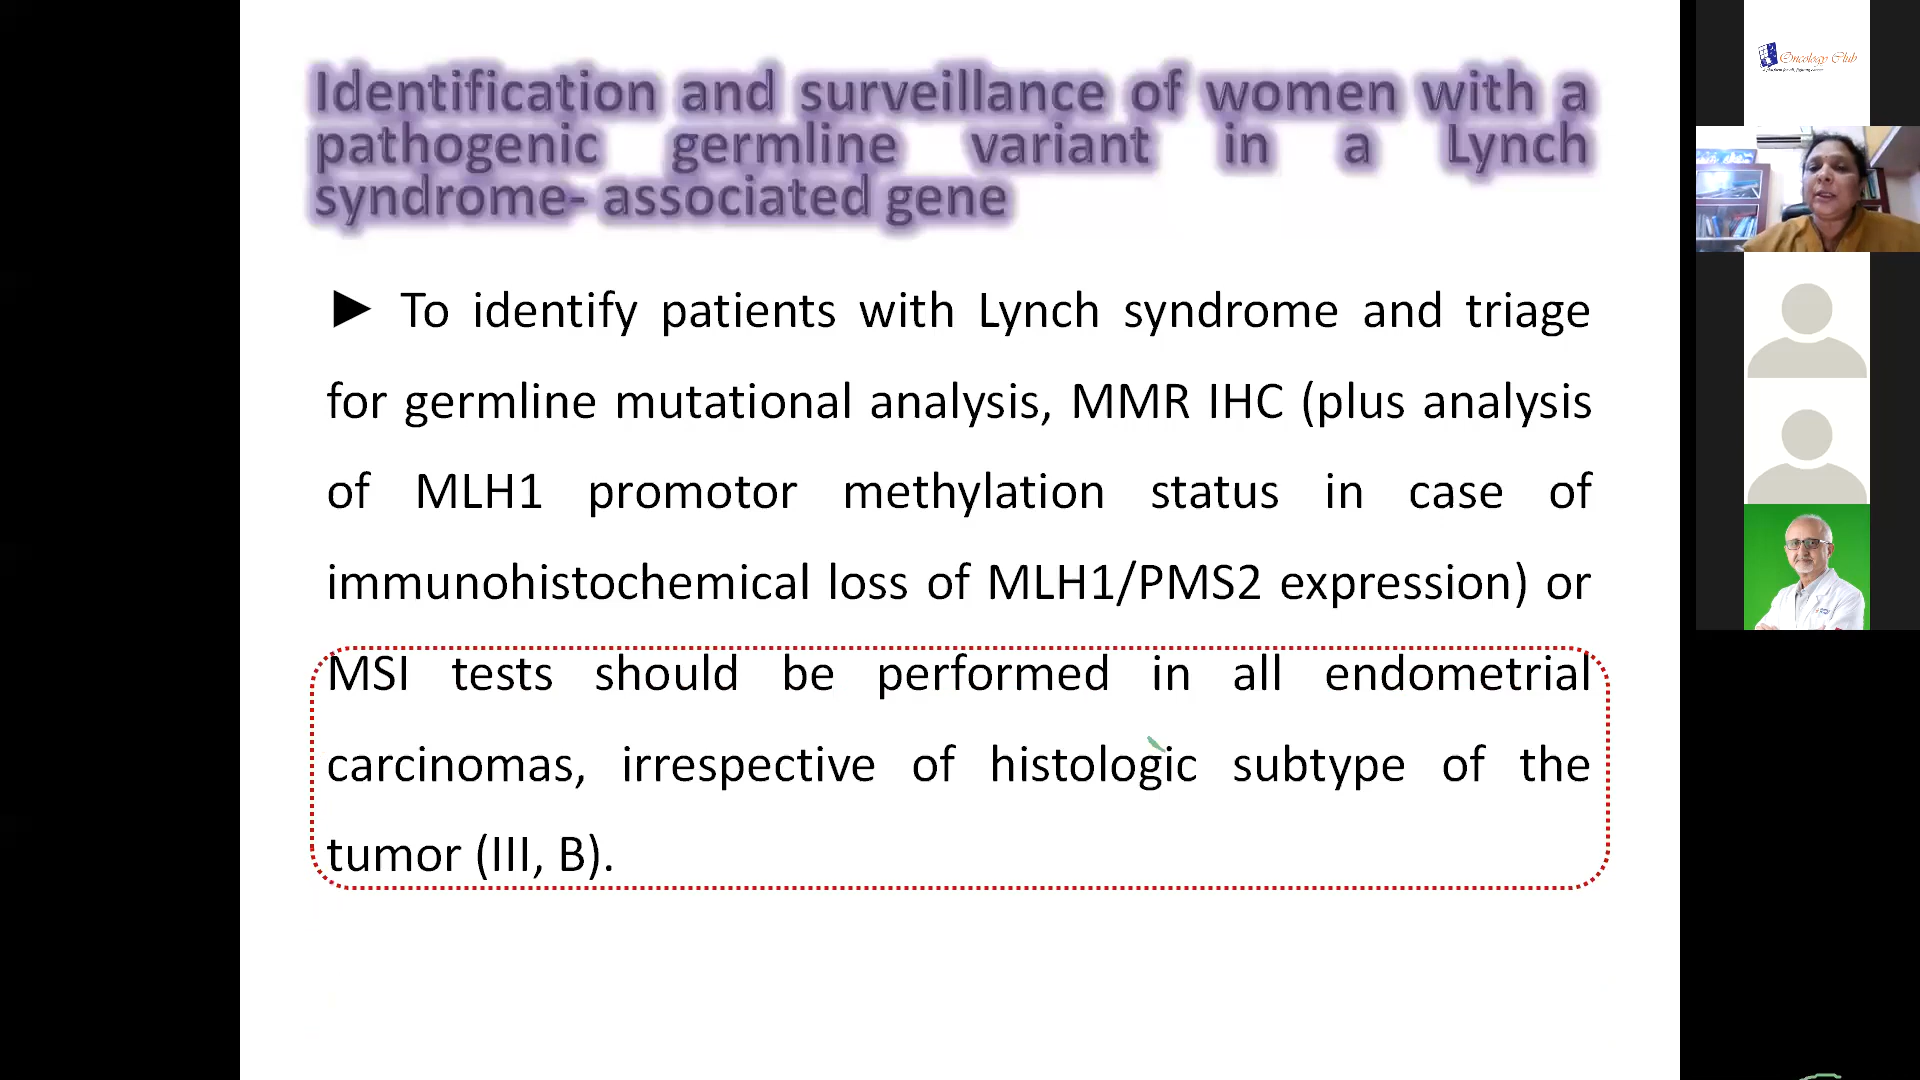 Identification and surveillance of women with a
pathogenic germline variant in a Lynch
syndrome- associated gene
► To identify patients with Lynch syndrome and triage
for germline mutational analysis, MMR IHC (plus analysis
of MLH1 promotor methylation status in case of
immunohistochemical loss of MLH1/PMS2 expression) or
MSI tests should be performed in all endometrial
carcinomas, irrespective of histologic subtype of the
tumor (III, B).
Oncology Club